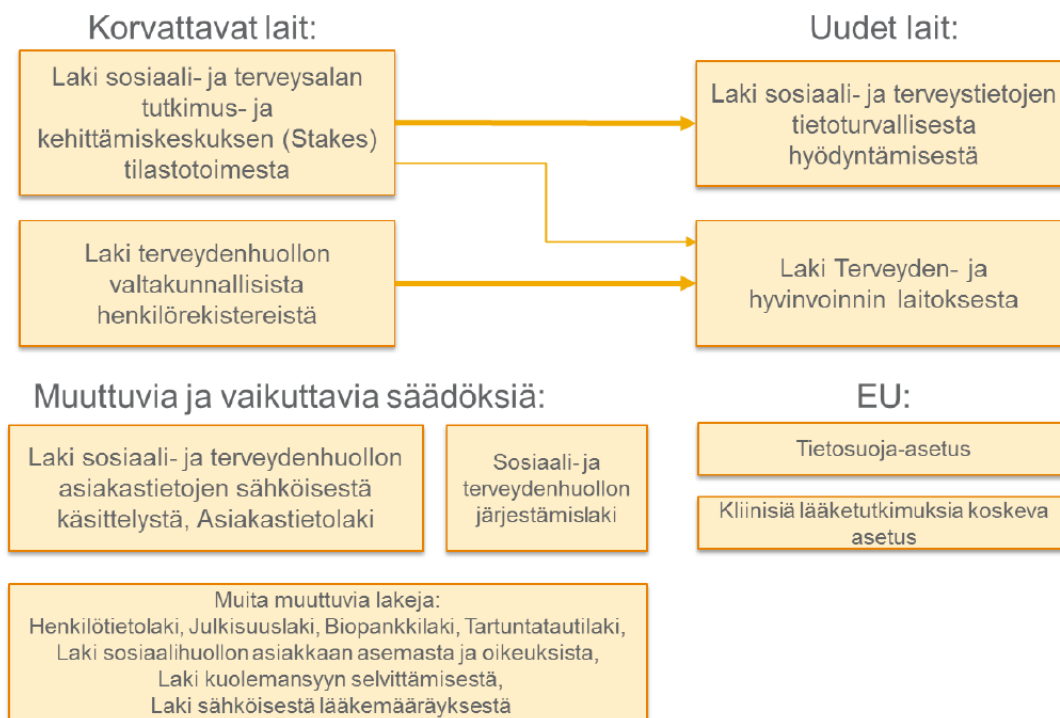 Korvattavat lait:
Laki sosiaali- ja terveysalan
tutkimus- ja
kehittämiskeskuksen (Stakes)
tilastotoimesta
Laki terveydenhuollon
valtakunnallisista
henkilörekistereistä
Uudet lait:
Laki sosiaali- ja terveystietojen
tietoturvallisesta
hyödyntämisestä
Laki Terveyden- ja
hyvinvoinnin laitoksesta
Muuttuvia ja vaikuttavia säädöksiä:
Laki sosiaali- ja terveydenhuollon
asiakastietojen sähköisestä
käsittelystä, Asiakastietolaki
Sosiaali- ja
terveydenhuollon
järjestämislaki
Muita muuttuvia lakeja:
Henkilötietolaki, Julkisuuslaki, Biopankkilaki, Tartuntatautilaki,
Laki sosiaalihuollon asiakkaan asemasta ja oikeuksista,
Laki kuolemansyyn selvittämisestä,
Laki sähköisestä lääkemääräyksestä
EU:
Tietosuoja-asetus
Kliinisiä lääketutkimuksia koskeva
asetus